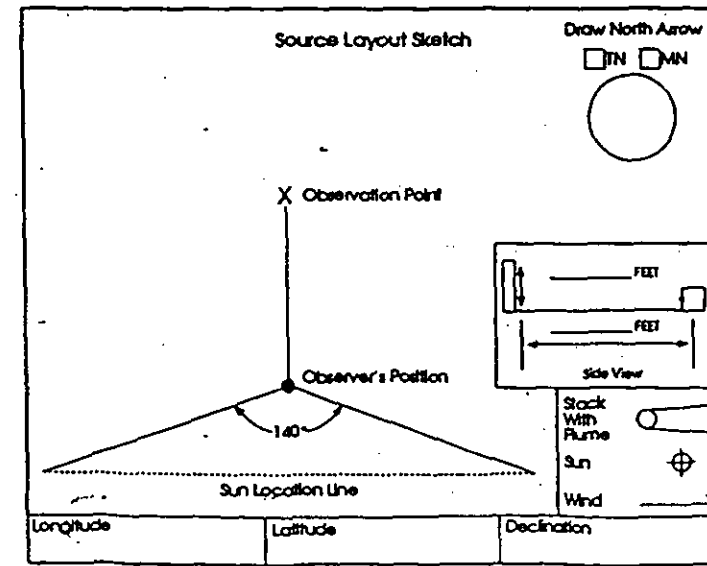 Source Layout Sketch
Draw North Arrow
TN MN
X Observation Point
FEET
FEET
Side View
Observer's Position
140°
Sun Location Line
Stack
With
Plume
Sun
Wind
Longitude
Latitude
Declination